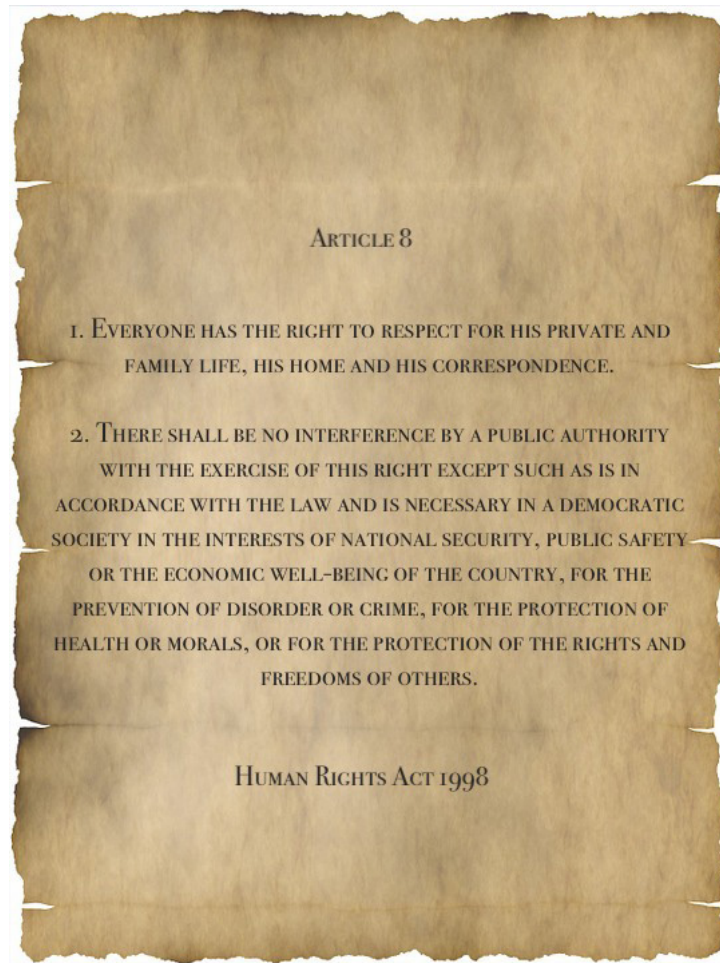 Article 8
1. Everyone has the right to respect for his private and
family life, his home and his correspondence.
2. There shall be no interference by a public authority
with the exercise of this right except such as is in
accordance with the law and is necessary in a democratic
society in the interests of national security, public safety
or the economic well-being of the country, for the
prevention of disorder or crime, for the protection of
health or morals, or for the protection of the rights and
freedoms of others.
Human Rights Act 1998